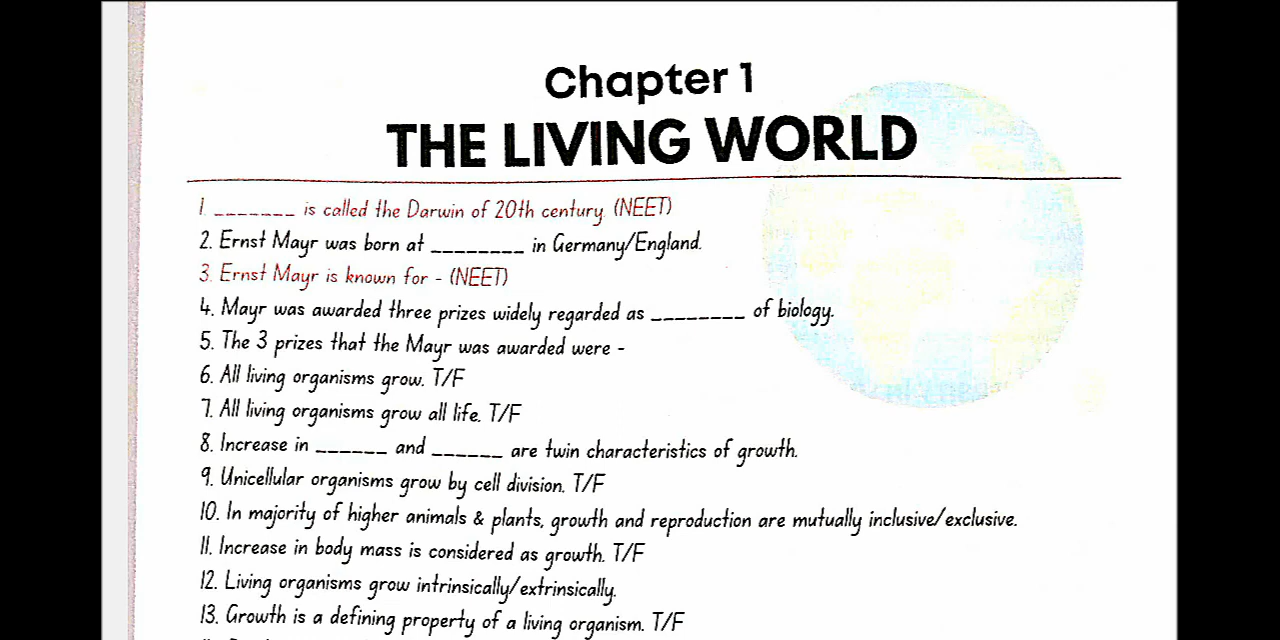 Chapter 1
THE LIVING WORLD
1. _______ is called the Darwin of 20th century. (NEET)
2. Ernst Mayr was born at ________ in Germany/England.
3. Ernst Mayr is known for - (NEET)
4. Mayr was awarded three prizes widely regarded as ________ of biology.
5. The 3 prizes that the Mayr was awarded were -
6. All living organisms grow. T/F
7. All living organisms grow all life. T/F
8. Increase in ______ and ______ are twin characteristics of growth.
9. Unicellular organisms grow by cell division. T/F
10. In majority of higher animals & plants, growth and reproduction are mutually inclusive/exclusive.
11. Increase in body mass is considered as growth. T/F
12. Living organisms grow intrinsically/extrinsically.
13. Growth is a defining property of a living organism. T/F